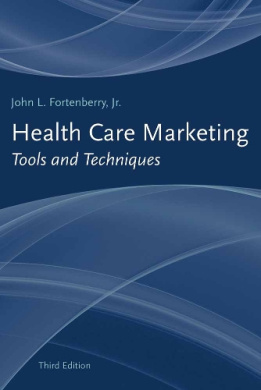 John L. Fortenberry, Jr.
Health Care Marketing
Tools and Techniques
Third Edition